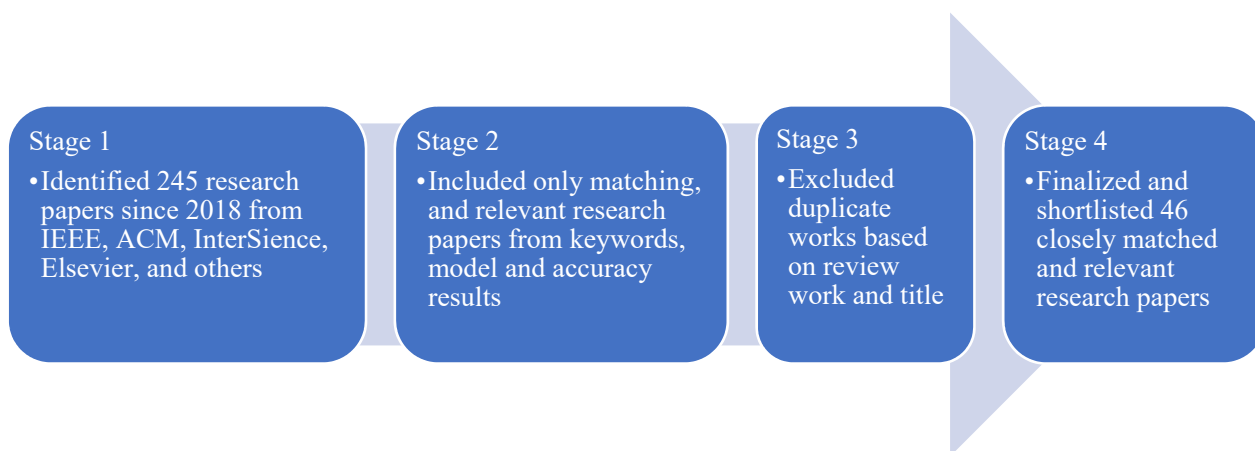 Stage 1
•Identified 245 research
papers since 2018 from
IEEE, ACM, InterSience,
Elsevier, and others
Stage 2
•Included only matching,
and relevant research
papers from keywords,
model and accuracy
results
Stage 3
•Excluded
duplicate
works based
on review
work and title
Stage 4
•Finalized and
shortlisted 46
closely matched
and relevant
research papers